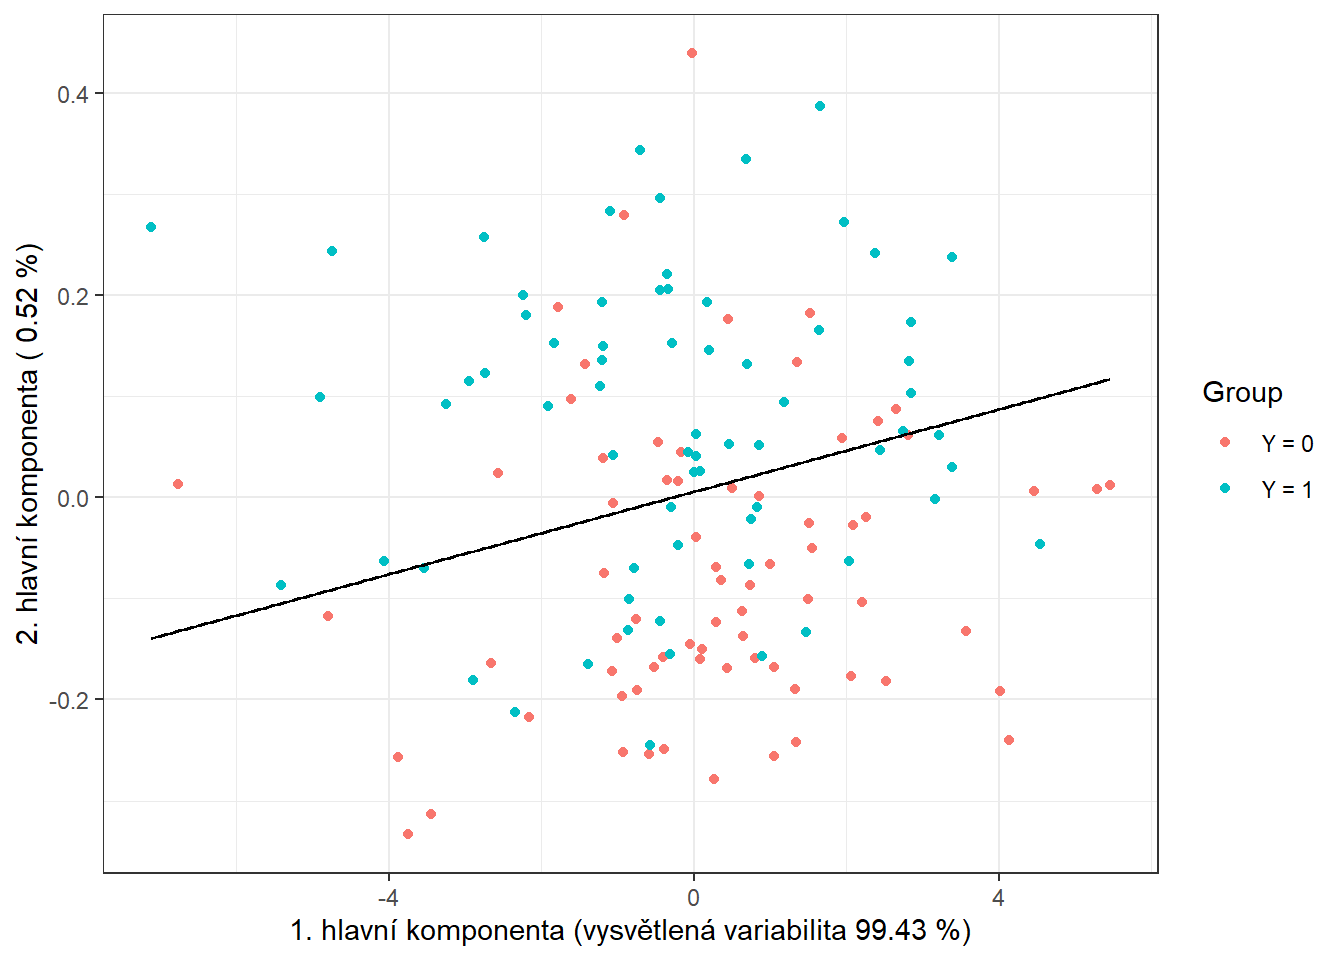 0.4
0.2
0.0
-0.2
-4
0
4
1. hlavní komponenta (vysvětlená variabilita 99.43 %)
2. hlavní komponenta ( 0.52 %)
Group
Y = 0
Y = 1